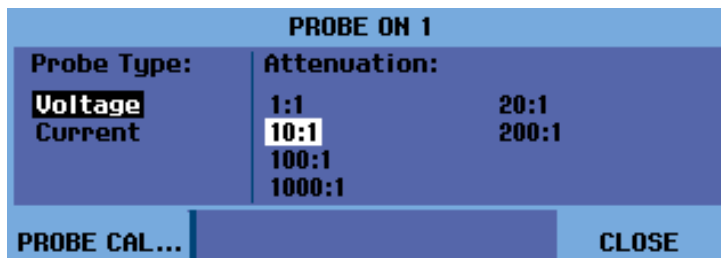 PROBE ON 1
Probe Type:
Voltage
Current
Attenuation:
1:1
10:1
100:1
1000:1
20:1
200:1
PROBE CAL...
CLOSE